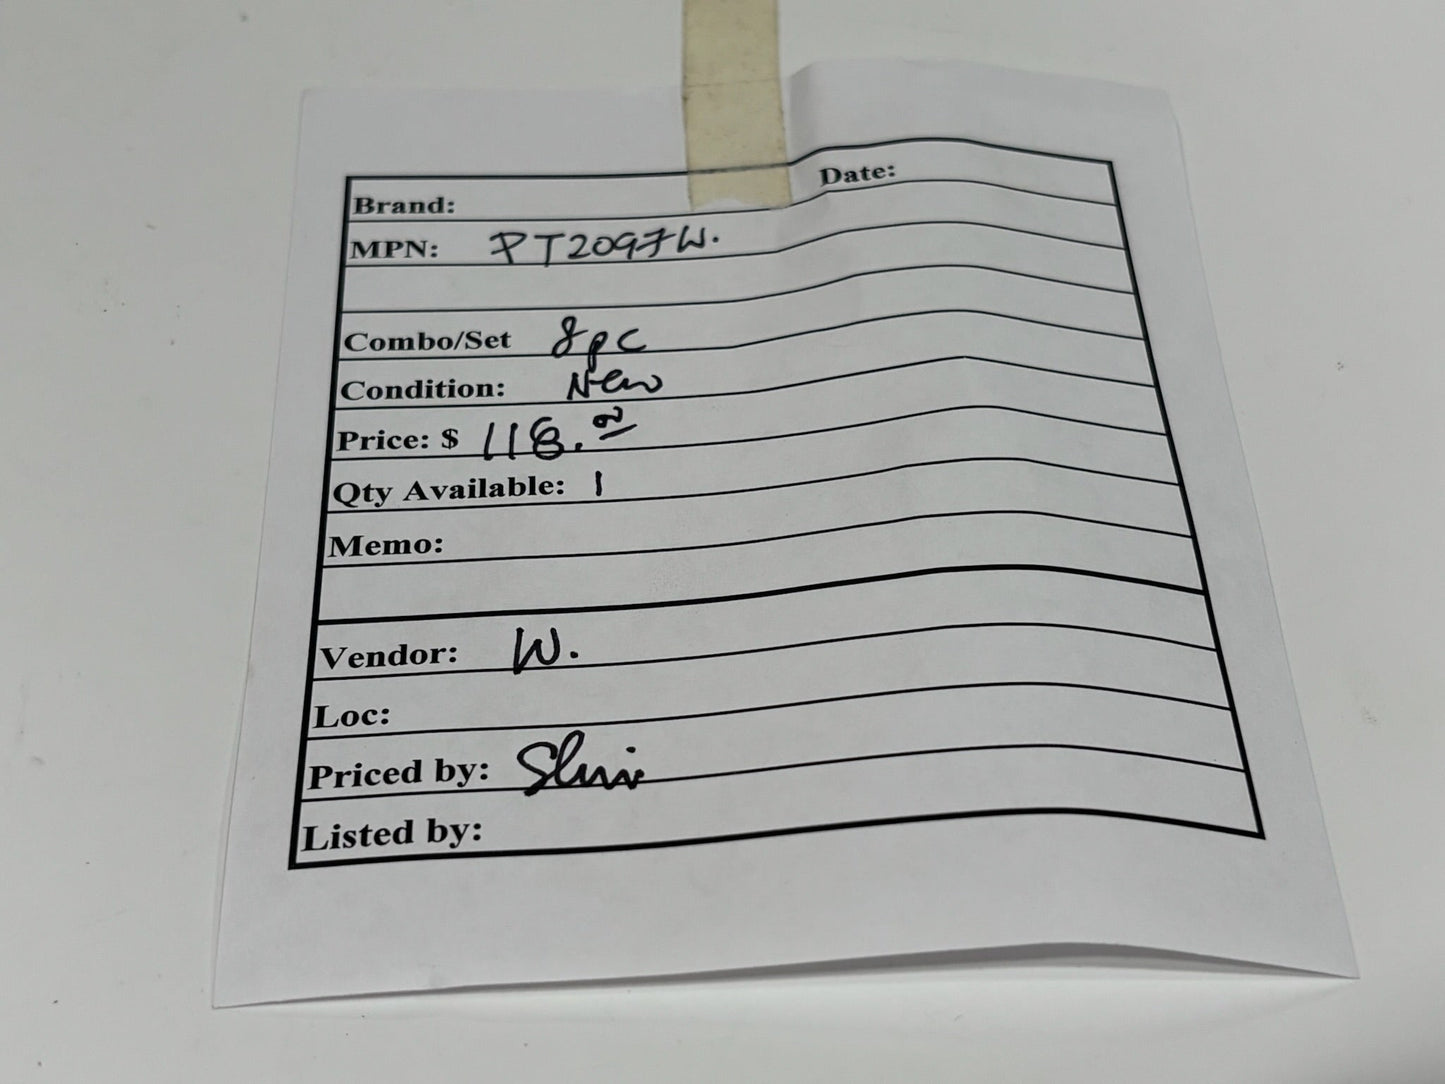 Brand: Date:
MPN: PT2097W.
Combo/Set 8pc
Condition: New
Price: $ 118.00
Qty Available: 1
Memo:
Vendor: W.
Loc:
Priced by:
Listed by: